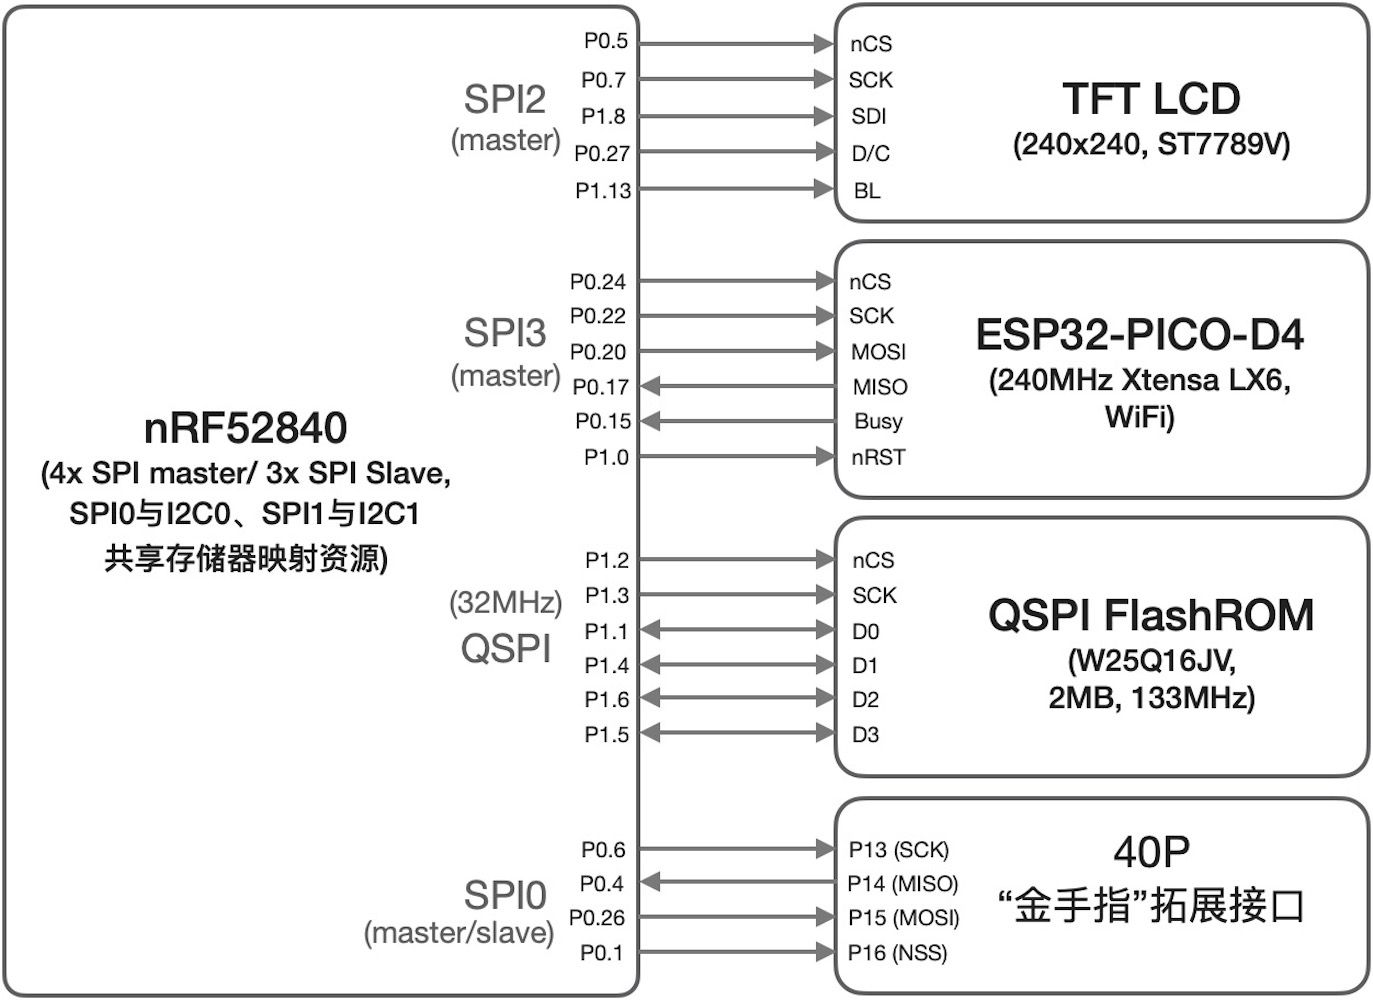 nRF52840
(4x SPI master/ 3x SPI Slave,
SPI0与I2C0、SPI1与I2C1
共享存储器映射资源)
SPI2
(master)
P0.5
P0.7
P1.8
P0.27
P1.13
nCS
SCK
SDI
D/C
BL
TFT LCD
(240x240, ST7789V)
SPI3
(master)
P0.24
P0.22
P0.20
P0.17
P0.15
P1.0
nCS
SCK
MOSI
MISO
Busy
nRST
ESP32-PICO-D4
(240MHz Xtensa LX6,
WiFi)
(32MHz)
QSPI
P1.2
P1.3
P1.1
P1.4
P1.6
P1.5
nCS
SCK
D0
D1
D2
D3
QSPI FlashROM
(W25Q16JV,
2MB, 133MHz)
SPI0
(master/slave)
P0.6
P0.4
P0.26
P0.1
P13 (SCK)
P14 (MISO)
P15 (MOSI)
P16 (NSS)
40P
“金手指”拓展接口